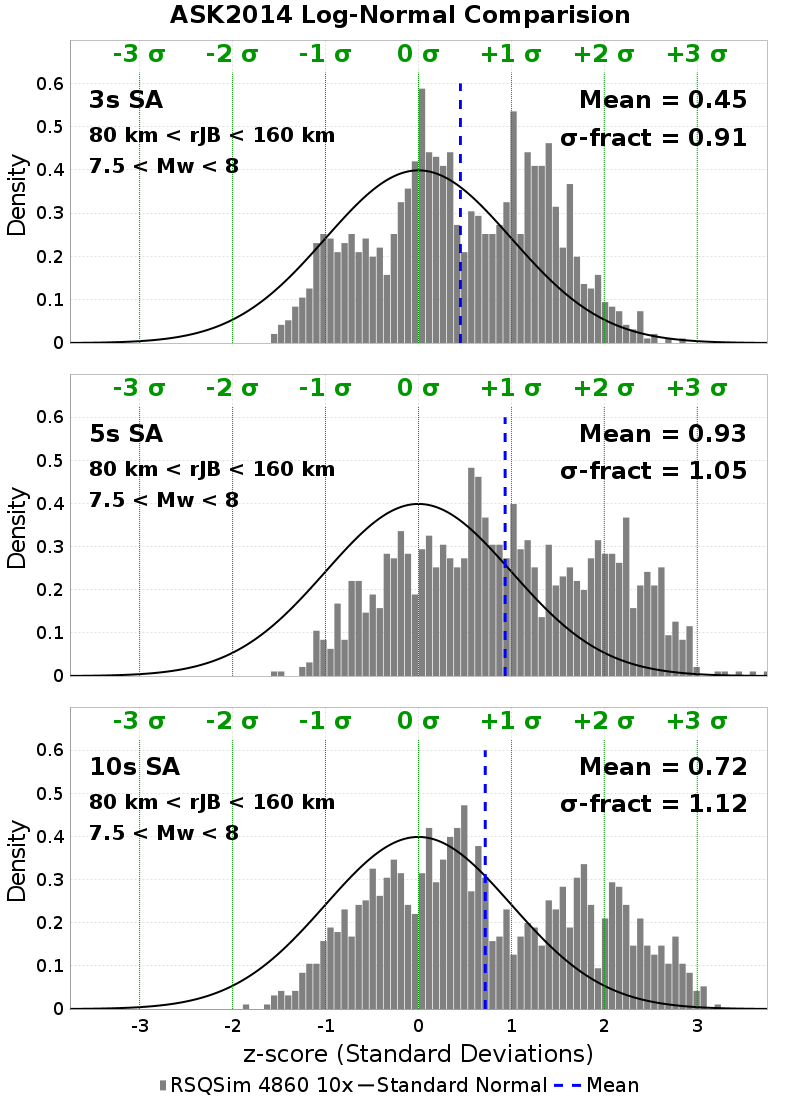 ASK2014 Log-Normal Comparision
-3 σ -2 σ -1 σ 0 σ +1 σ +2 σ +3 σ
3s SA
80 km < rJB < 160 km
7.5 < Mw < 8
Mean = 0.45
σ-fract = 0.91
0.6
0.5
0.4
0.3
0.2
0.1
0
Density
-3 σ -2 σ -1 σ 0 σ +1 σ +2 σ +3 σ
5s SA
80 km < rJB < 160 km
7.5 < Mw < 8
Mean = 0.93
σ-fract = 1.05
0.6
0.5
0.4
0.3
0.2
0.1
0
Density
-3 σ -2 σ -1 σ 0 σ +1 σ +2 σ +3 σ
10s SA
80 km < rJB < 160 km
7.5 < Mw < 8
Mean = 0.72
σ-fract = 1.12
0.6
0.5
0.4
0.3
0.2
0.1
0
Density
-3 -2 -1 0 1 2 3
z-score (Standard Deviations)
RSQSim 4860 10x Standard Normal Mean